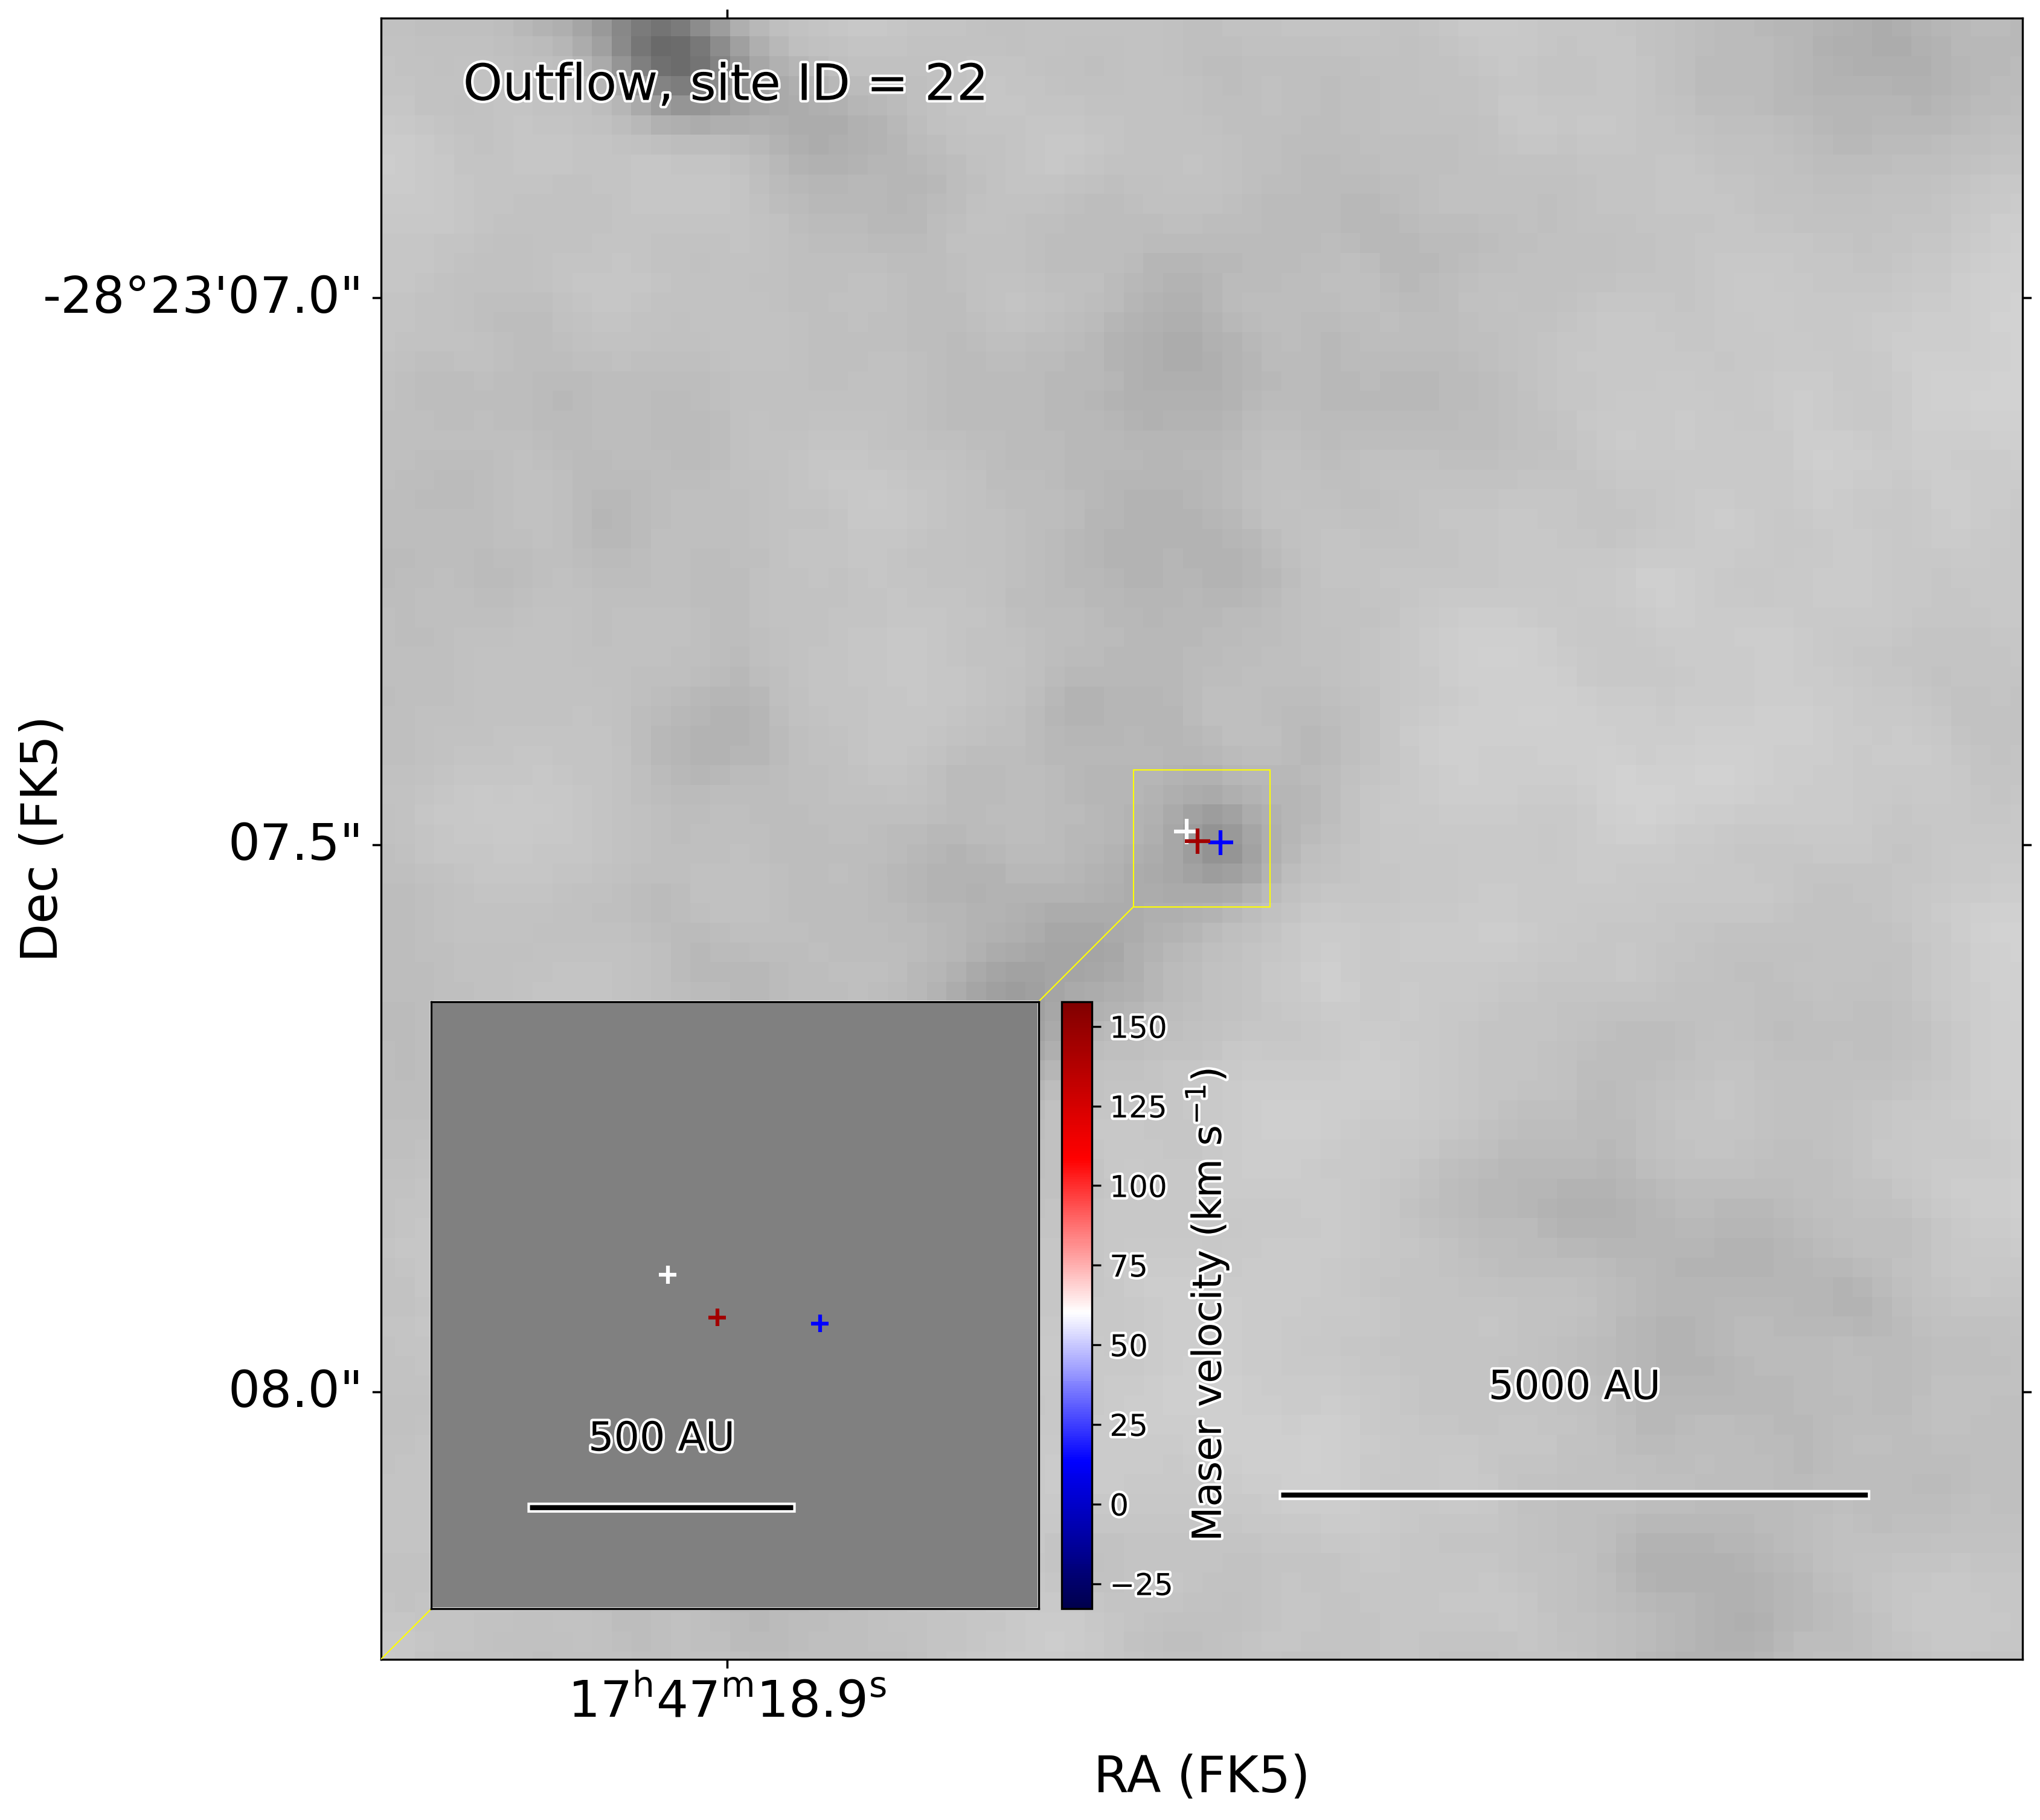 Outflow, site ID = 22
-28°23'07.0"
07.5"
08.0"
Dec (FK5)
500 AU
150
125
100
75
50
25
0
−25
Maser velocity (km s⁻¹)
5000 AU
17ʰ47ᵐ18.9ˢ
RA (FK5)